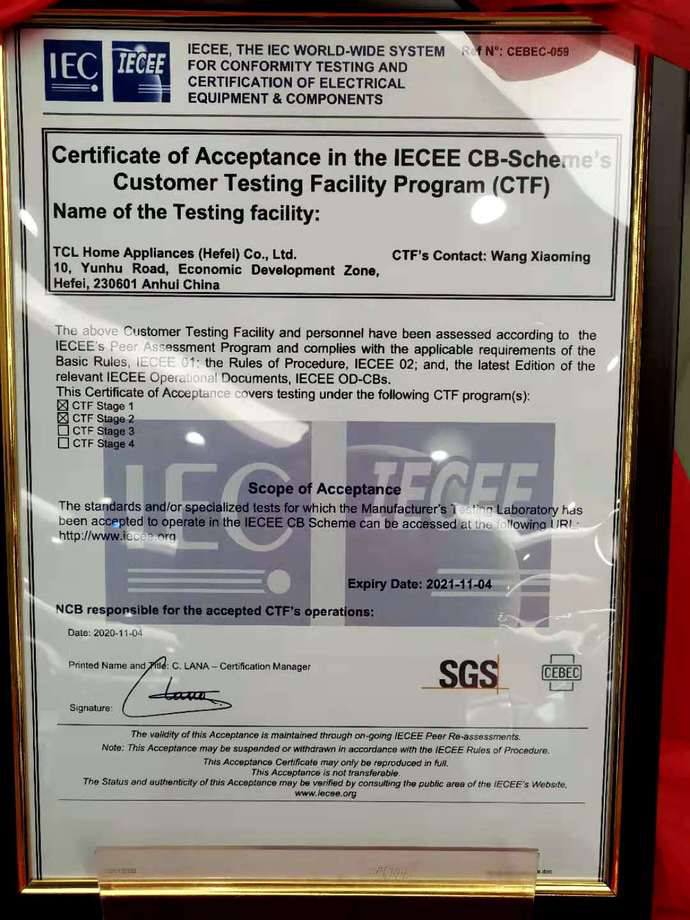 IEC
IECEE
IECEE, THE IEC WORLD-WIDE SYSTEM
FOR CONFORMITY TESTING AND
CERTIFICATION OF ELECTRICAL
EQUIPMENT & COMPONENTS
Ref N°: CEBEC-059
Certificate of Acceptance in the IECEE CB-Scheme's
Customer Testing Facility Program (CTF)
Name of the Testing facility:
TCL Home Appliances (Hefei) Co., Ltd.
10, Yunhu Road, Economic Development Zone,
Hefei, 230601 Anhui China
CTF's Contact: Wang Xiaoming
The above Customer Testing Facility and personnel have been assessed according to the
IECEE's Peer Assessment Program and complies with the applicable requirements of the
Basic Rules, IECEE 01; the Rules of Procedure, IECEE 02; and, the latest Edition of the
relevant IECEE Operational Documents, IECEE OD-CBs.
This Certificate of Acceptance covers testing under the following CTF program(s):
☒ CTF Stage 1
☒ CTF Stage 2
☐ CTF Stage 3
☐ CTF Stage 4
IEC
IECEE
Scope of Acceptance
The standards and/or specialized tests for which the Manufacturer's Testing Laboratory has
been accepted to operate in the IECEE CB Scheme can be accessed at the following URL:
http://www.iecee.org
Expiry Date: 2021-11-04
NCB responsible for the accepted CTF's operations:
Date: 2020-11-04
Printed Name and Title: C. LANA – Certification Manager
Signature:
SGS
CEBEC
The validity of this Acceptance is maintained through on-going IECEE Peer Re-assessments.
Note: This Acceptance may be suspended or withdrawn in accordance with the IECEE Rules of Procedure.
This Acceptance Certificate may only be reproduced in full.
This Acceptance is not transferable.
The Status and authenticity of this Acceptance may be verified by consulting the public area of the IECEE's Website,
www.iecee.org